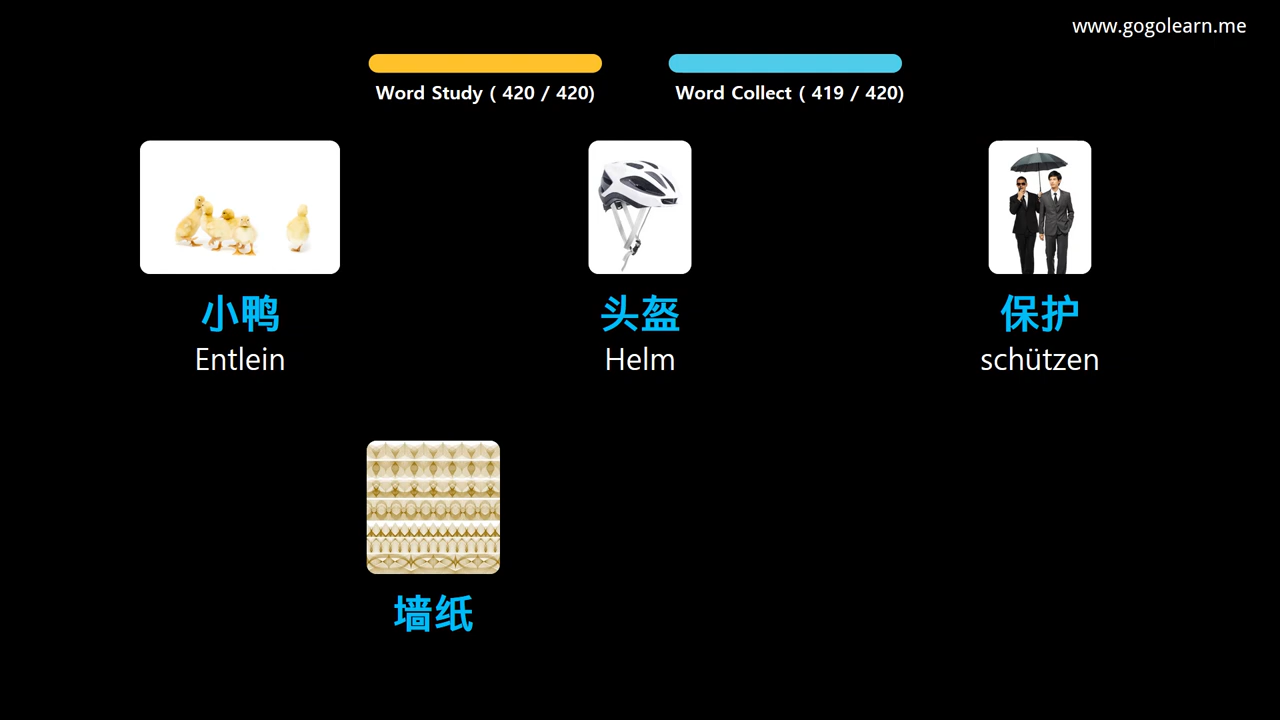 www.gogolearn.me
Word Study ( 420 / 420)
Word Collect ( 419 / 420)
小鸭
Entlein
头盔
Helm
保护
schützen
墙纸